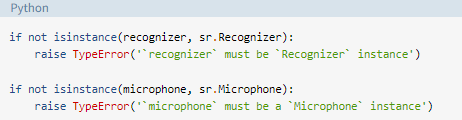 Python
if not isinstance(recognizer, sr.Recognizer):
    raise TypeError('`recognizer` must be `Recognizer` instance')
if not isinstance(microphone, sr.Microphone):
    raise TypeError('`microphone` must be a `Microphone` instance')